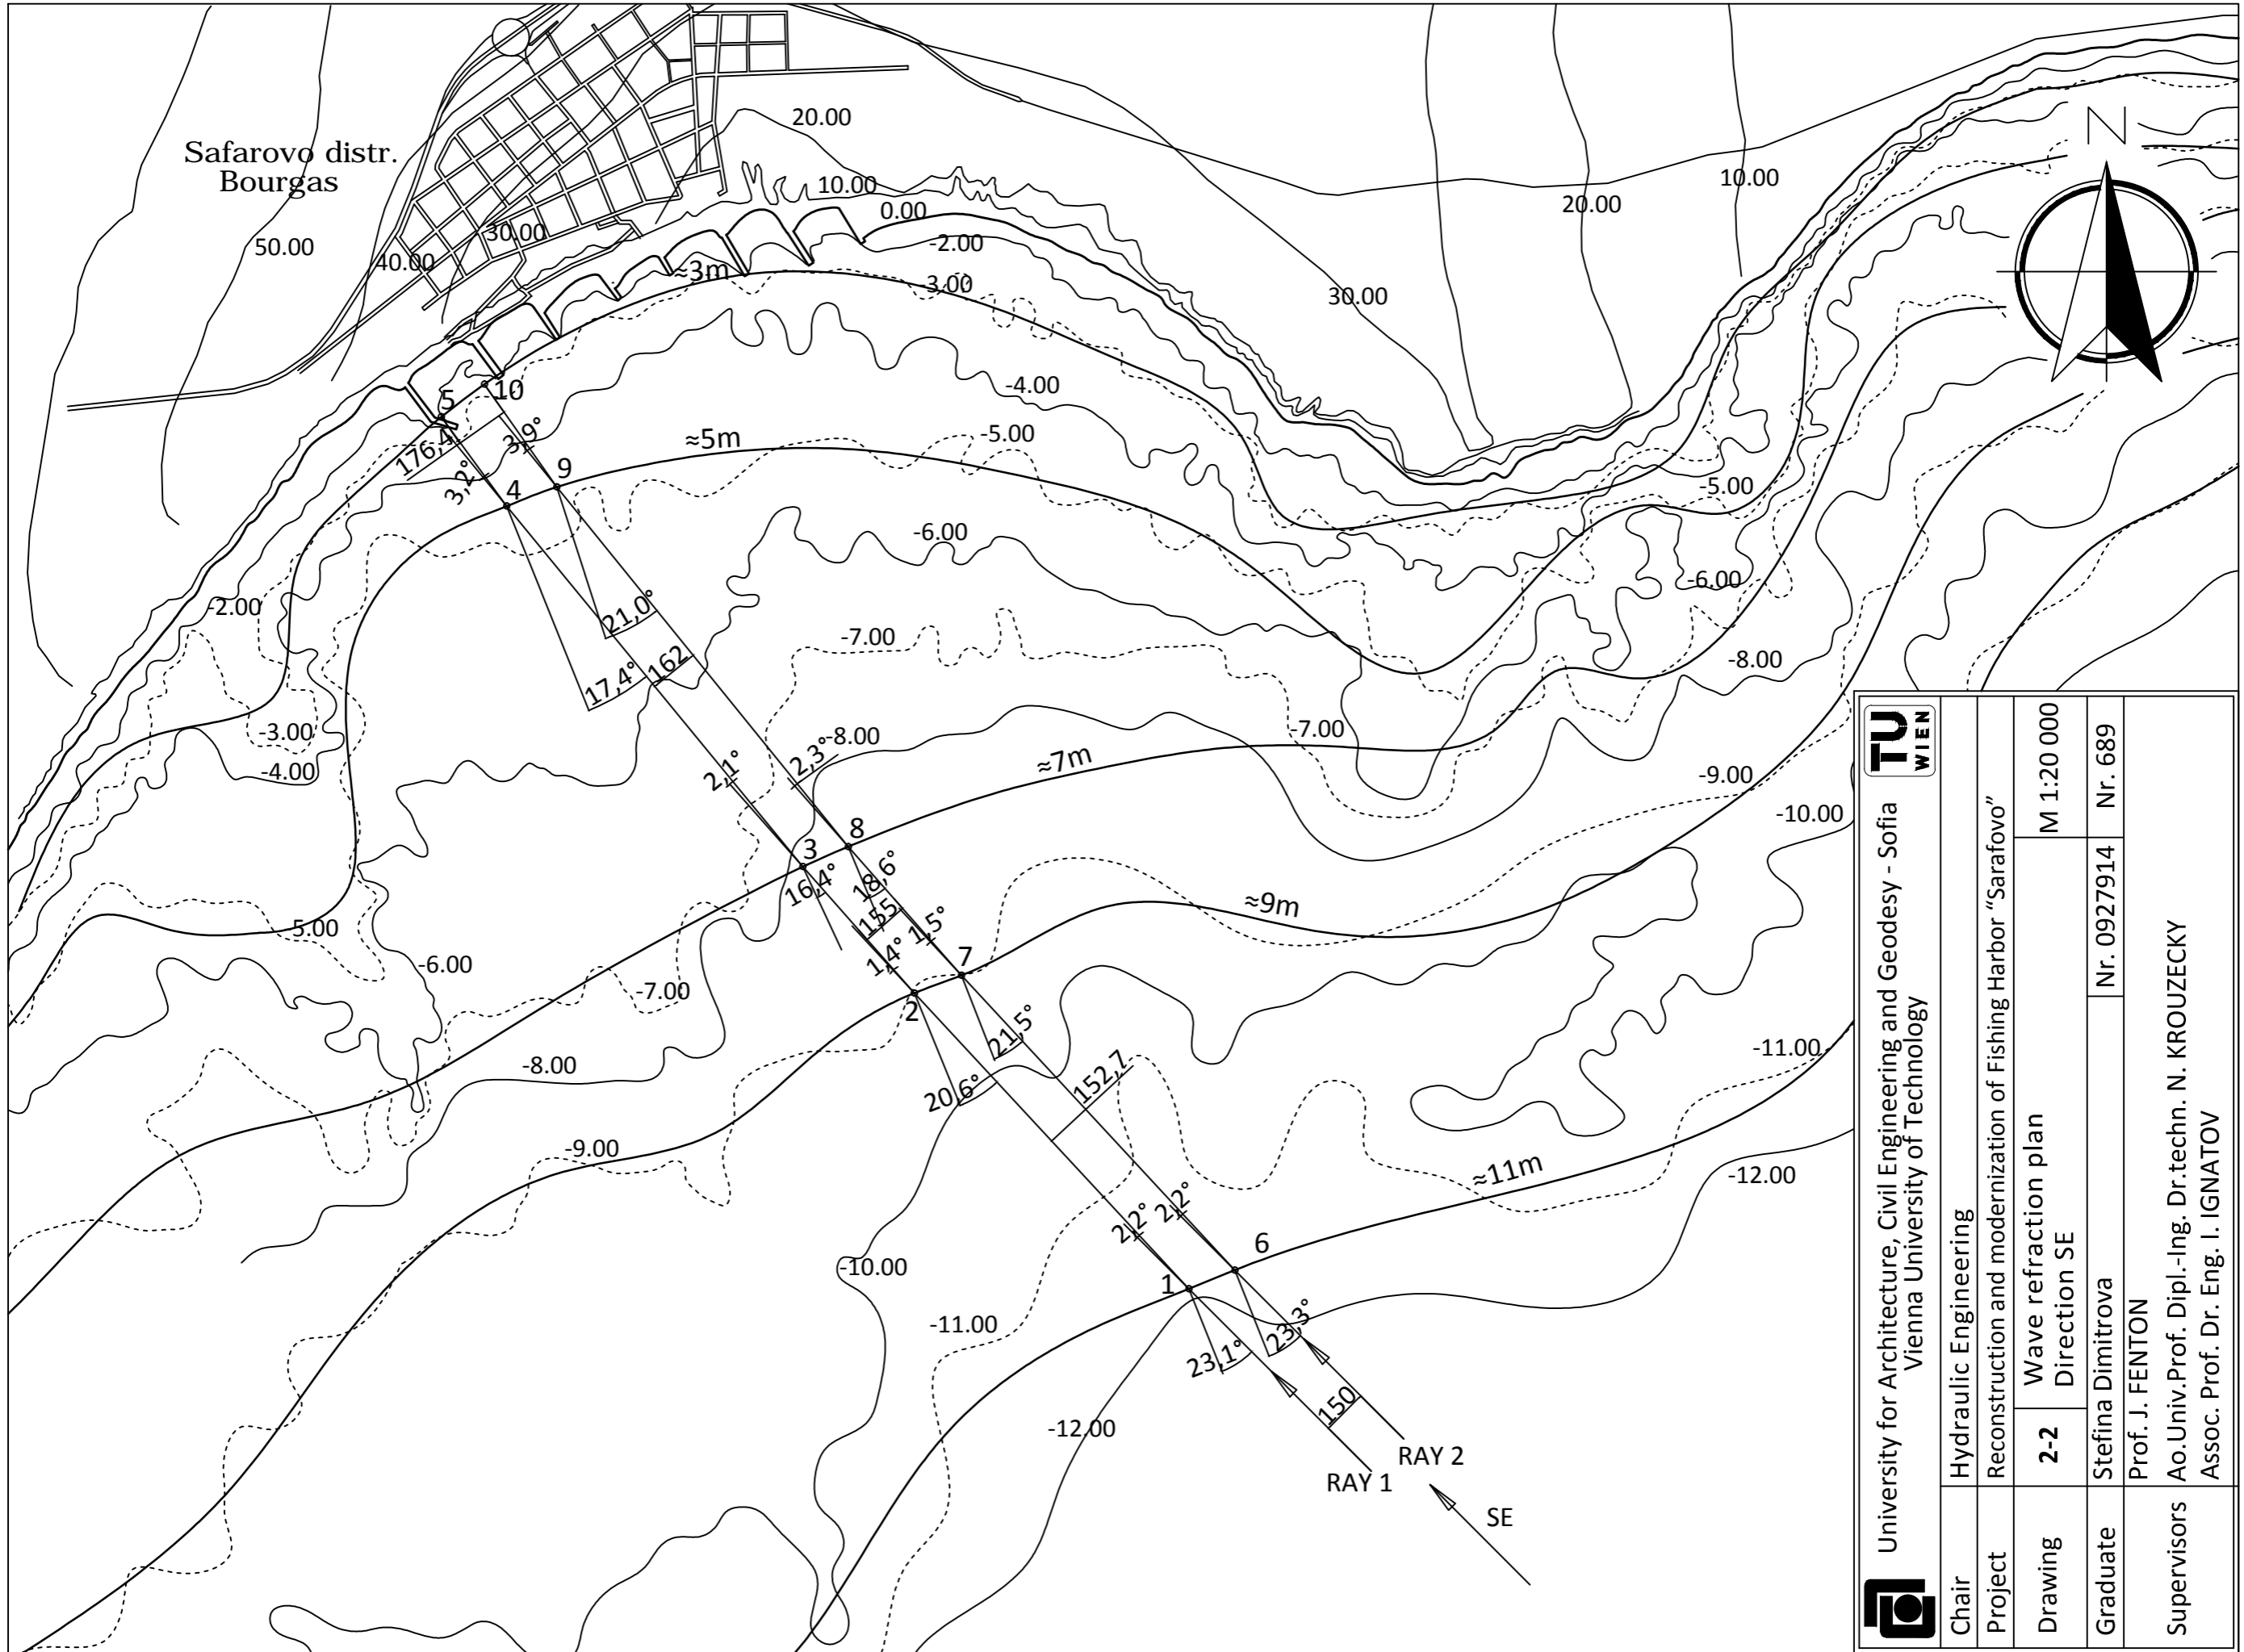 Safarovo distr.
Bourgas
20.00
10.00
0.00
-2.00
-3.00
≈3m
50.00
40.00
30.00
30.00
20.00
10.00
N
-4.00
5
10
176,4
3,9°
3,2°
4
9
≈5m
-5.00
-5.00
-6.00
-6.00
-2.00
21,0°
17,4°
162
-7.00
-8.00
-3.00
-4.00
2,1°
2,3°
-8.00
≈7m
-7.00
-9.00
-10.00
3
8
16,4°
18,6°
155
1,5°
1,4°
≈9m
5.00
-6.00
-7.00
7
2
21,5°
20,6°
152,7
-8.00
-9.00
-11.00
≈11m
-12.00
2,2°
2,2°
6
1
-10.00
-11.00
23,3°
23,1°
150
-12.00
RAY 2
RAY 1
SE
University for Architecture, Civil Engineering and Geodesy - Sofia
Vienna University of Technology
TU
WIEN
Chair
Hydraulic Engineering
Project
Reconstruction and modernization of Fishing Harbor “Sarafovo”
Drawing
2-2
Wave refraction plan
Direction SE
M 1:20 000
Graduate
Stefina Dimitrova
Nr. 0927914
Nr. 689
Supervisors
Prof. J. FENTON
Ao.Univ.Prof. Dipl.-Ing. Dr.techn. N. KROUZECKY
Assoc. Prof. Dr. Eng. I. IGNATOV